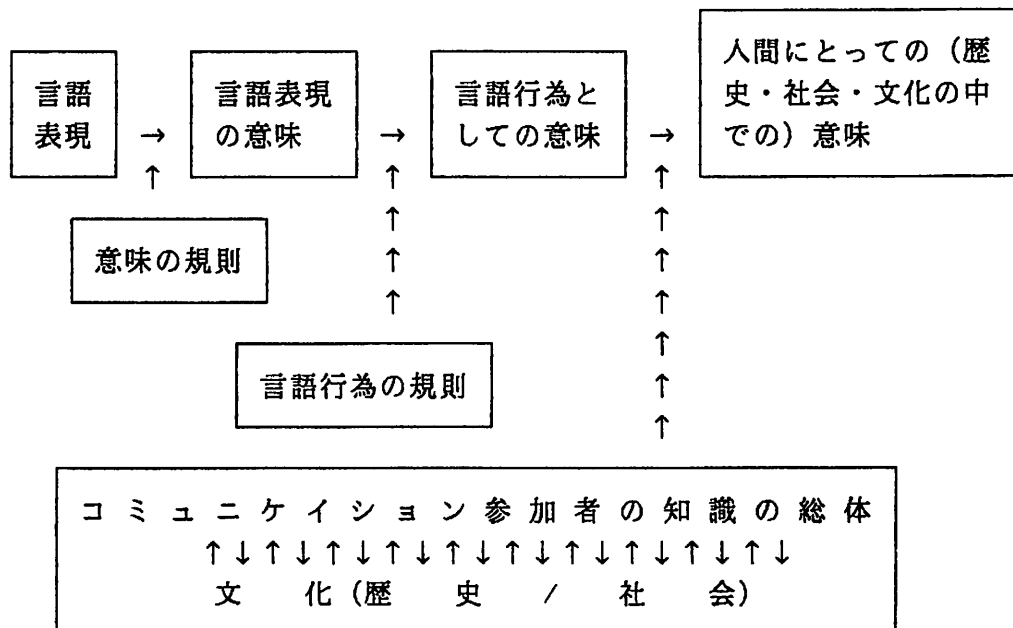 言語
表現
→
言語表現
の意味
→
言語行為と
しての意味
→
人間にとっての（歴
史・社会・文化の中
での）意味
↑
↑
↑
↑
↑
↑
↑
↑
↑
↑
↑
↑
意味の規則
言語行為の規則
コミュニケイション参加者の知識の総体
↑↓↑↓↑↓↑↓↑↓↑↓↑↓↑↓↑↓↑↓
文化（歴史/社会）